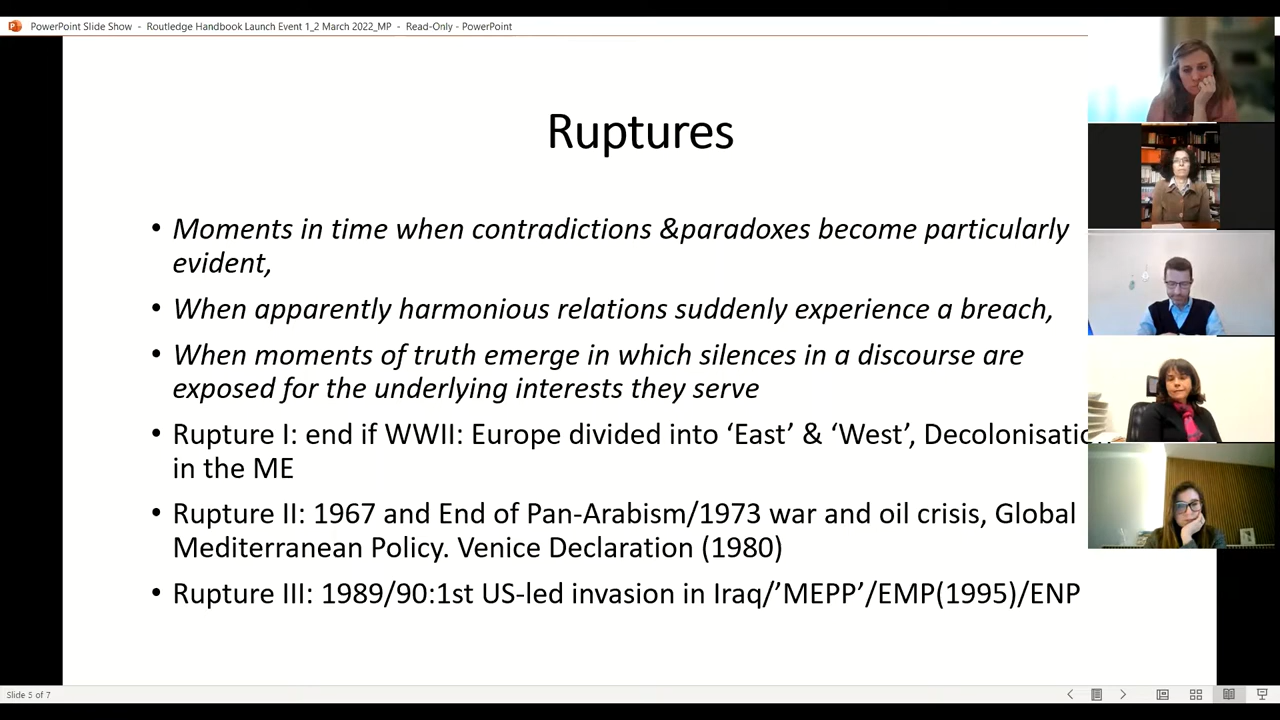 PowerPoint Slide Show - Routledge Handbook Launch Event 1_2 March 2022_MP - Read-Only - PowerPoint
Ruptures
• Moments in time when contradictions &paradoxes become particularly
evident,
• When apparently harmonious relations suddenly experience a breach,
• When moments of truth emerge in which silences in a discourse are
exposed for the underlying interests they serve
• Rupture I: end if WWII: Europe divided into ‘East’ & ‘West’, Decolonisation
in the ME
• Rupture II: 1967 and End of Pan-Arabism/1973 war and oil crisis, Global
Mediterranean Policy. Venice Declaration (1980)
• Rupture III: 1989/90:1st US-led invasion in Iraq/’MEPP’/EMP(1995)/ENP
Slide 5 of 7